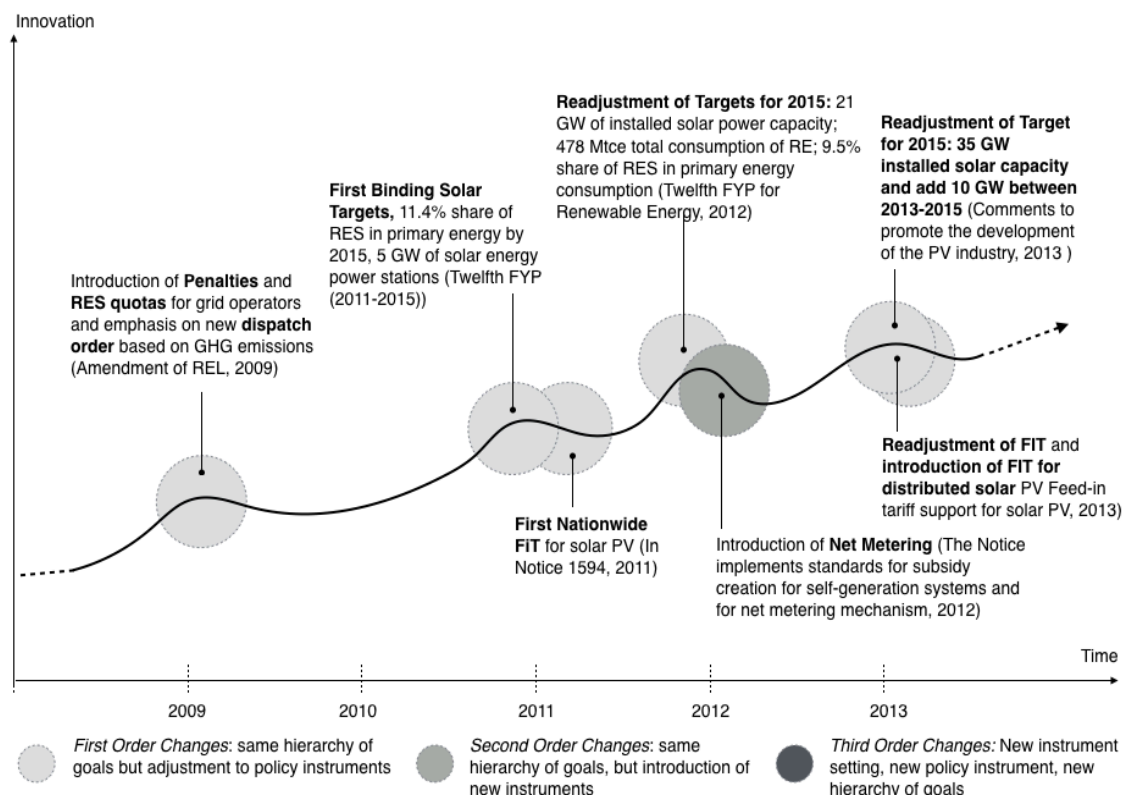 Innovation
Introduction of Penalties and
RES quotas for grid operators
and emphasis on new dispatch
order based on GHG emissions
(Amendment of REL, 2009)
First Binding Solar
Targets, 11.4% share of
RES in primary energy by
2015, 5 GW of solar energy
power stations (Twelfth FYP
(2011-2015))
Readjustment of Targets for 2015: 21
GW of installed solar power capacity;
478 Mtce total consumption of RE; 9.5%
share of RES in primary energy
consumption (Twelfth FYP for
Renewable Energy, 2012)
Readjustment of Target
for 2015: 35 GW
installed solar capacity
and add 10 GW between
2013-2015 (Comments to
promote the development
of the PV industry, 2013 )
First Nationwide
FiT for solar PV (In
Notice 1594, 2011)
Introduction of Net Metering (The Notice
implements standards for subsidy
creation for self-generation systems and
for net metering mechanism, 2012)
Readjustment of FIT and
introduction of FIT for
distributed solar PV Feed-in
tariff support for solar PV, 2013)
Time
2009
2010
2011
2012
2013
First Order Changes: same hierarchy of
goals but adjustment to policy instruments
Second Order Changes: same
hierarchy of goals, but introduction of
new instruments
Third Order Changes: New instrument
setting, new policy instrument, new
hierarchy of goals